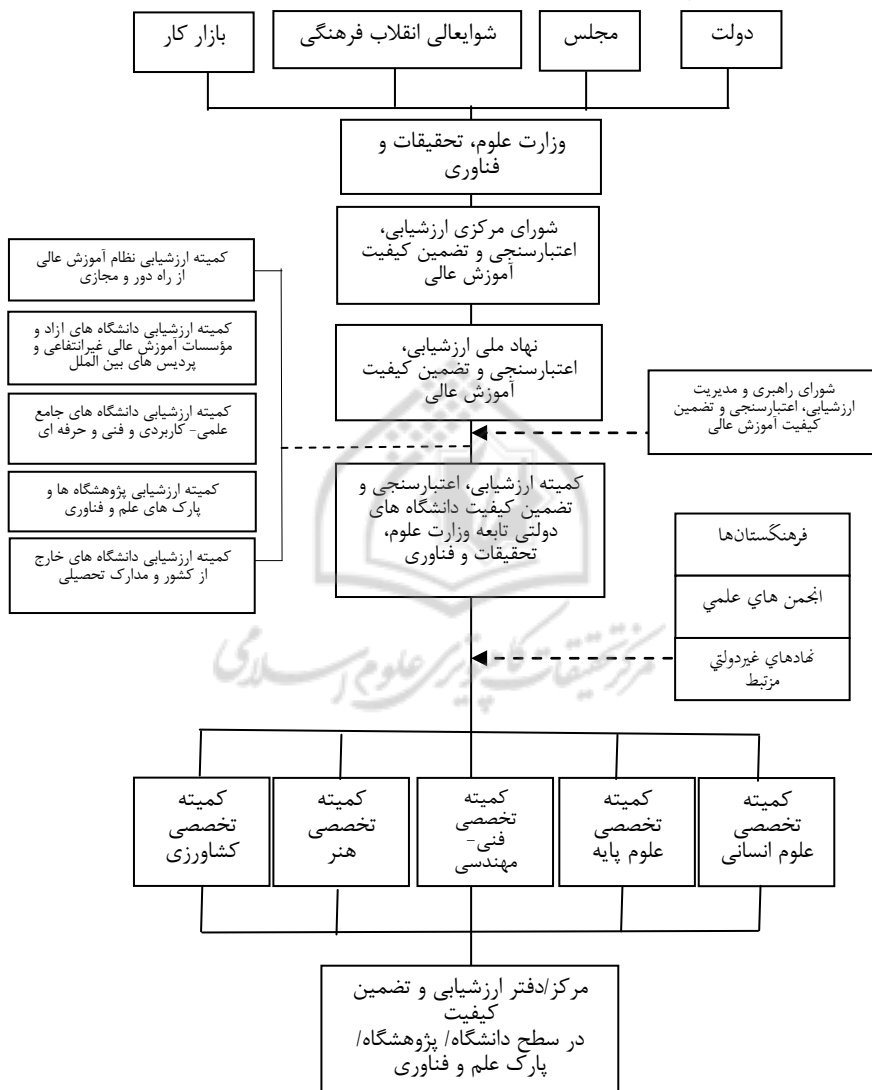 دولت
مجلس
شوایعالی انقلاب فرهنگی
بازار کار
وزارت علوم، تحقیقات و
فناوری
شورای مرکزی ارزشیابی،
اعتبارسنجی و تضمین کیفیت
آموزش عالی
نهاد ملی ارزشیابی،
اعتبارسنجی و تضمین کیفیت
آموزش عالی
شورای راهبری و مدیریت
ارزشیابی، اعتبارسنجی و تضمین
کیفیت آموزش عالی
کمیته ارزشیابی نظام آموزش عالی
از راه دور و مجازی
کمیته ارزشیابی دانشگاه های ازاد و
مؤسسات آموزش عالی غیرانتفاعی و
پردیس های بین الملل
کمیته ارزشیابی دانشگاه های جامع
علمی- کاربردی و فنی و حرفه ای
کمیته ارزشیابی پژوهشگاه ها و
پارک های علم و فناوری
کمیته ارزشیابی دانشگاه های خارج
از کشور و مدارک تحصیلی
کمیته ارزشیابی، اعتبارسنجی و
تضمین کیفیت دانشگاه های
دولتی تابعه وزارت علوم،
تحقیقات و فناوری
فرهنگستان‌ها
انجمن هاي علمي
نهادهاي غیردولتي
مرتبط
مرکز تحقیقات کامپیوتری علوم اسلامی
کمیته
تخصصی
علوم انسانی
کمیته
تخصصی
علوم پایه
کمیته
تخصصی
فنی-
مهندسی
کمیته
تخصصی
هنر
کمیته
تخصصی
کشاورزی
مرکز/دفتر ارزشیابی و تضمین
کیفیت
در سطح دانشگاه/ پژوهشگاه/
پارک علم و فناوری